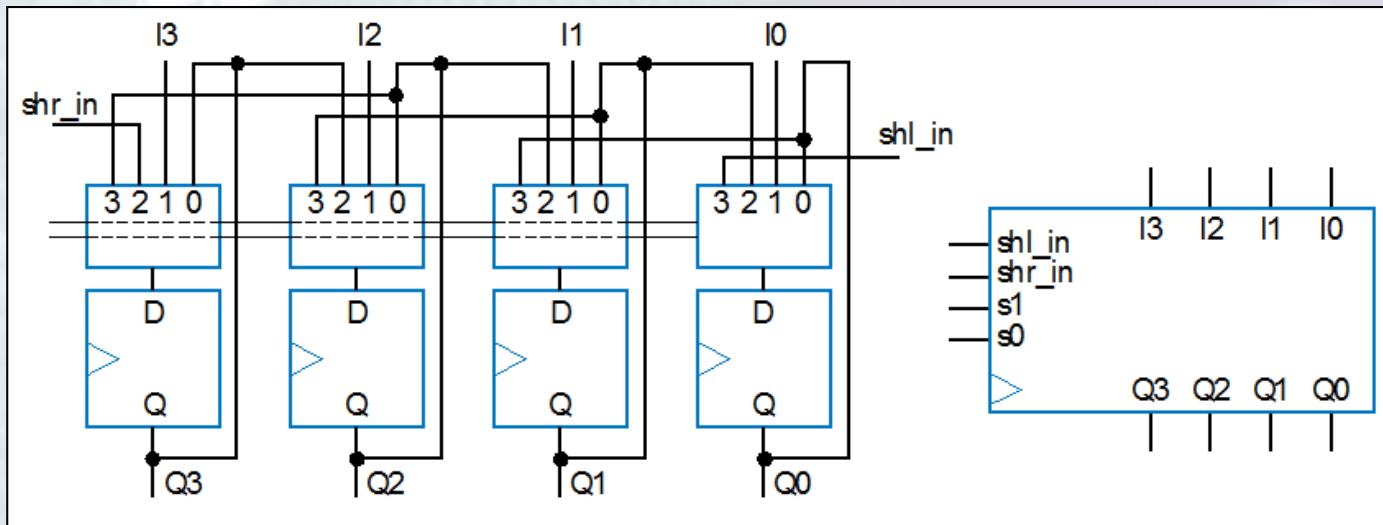 I3 I2 I1 I0
shr_in
shl_in
3 2 1 0 3 2 1 0 3 2 1 0 3 2 1 0
D D D D
Q Q Q Q
Q3 Q2 Q1 Q0
I3 I2 I1 I0
shl_in
shr_in
s1
s0
Q3 Q2 Q1 Q0